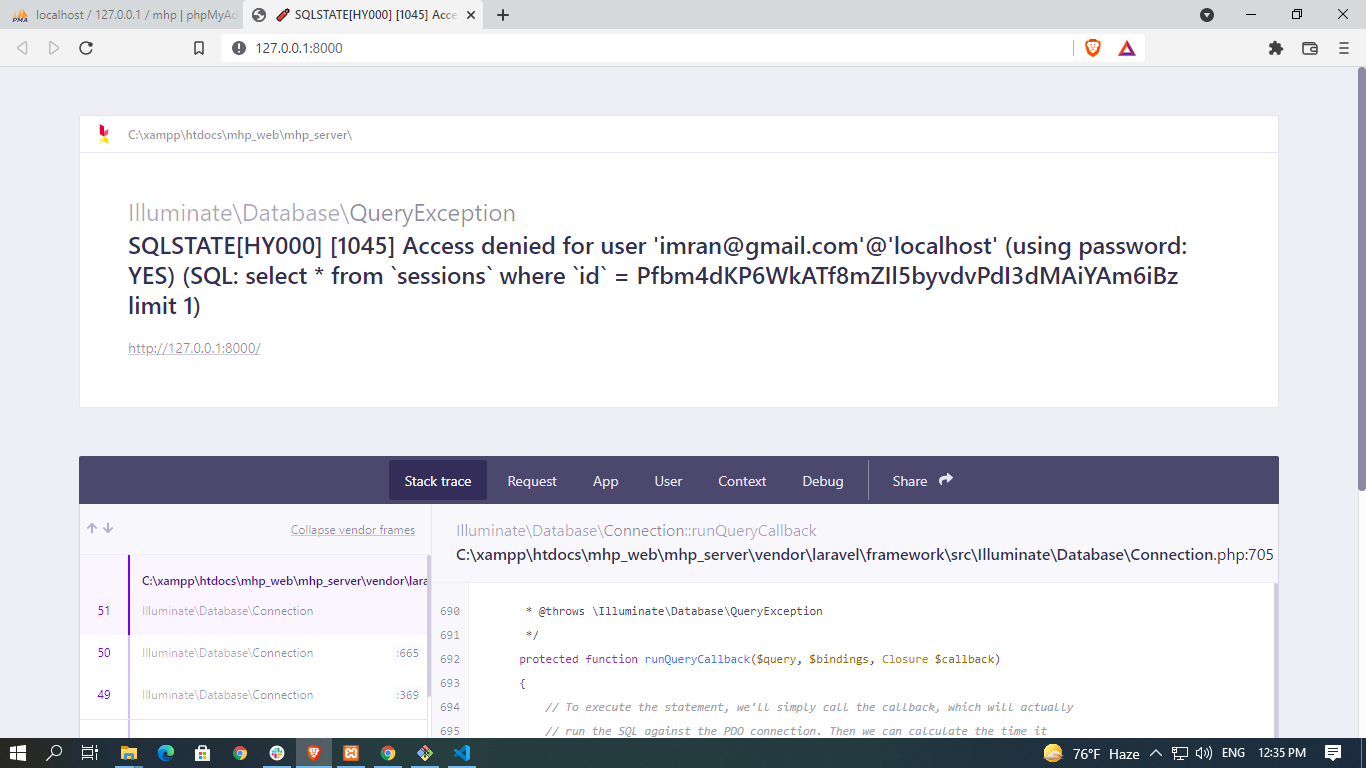 localhost / 127.0.0.1 / mhp | phpMyAd
SQLSTATE[HY000] [1045] Acce
127.0.0.1:8000
C:\xampp\htdocs\mhp_web\mhp_server\
Illuminate\Database\QueryException
SQLSTATE[HY000] [1045] Access denied for user 'imran@gmail.com'@'localhost' (using password:
YES) (SQL: select * from `sessions` where `id` = Pfbm4dKP6WkATf8mZIl5byvdvPdI3dMAiYAm6iBz
limit 1)
http://127.0.0.1:8000/
Stack trace Request App User Context Debug Share
Collapse vendor frames
C:\xampp\htdocs\mhp_web\mhp_server\vendor\lara
51 Illuminate\Database\Connection
50 Illuminate\Database\Connection :665
49 Illuminate\Database\Connection :369
Illuminate\Database\Connection::runQueryCallback
C:\xampp\htdocs\mhp_web\mhp_server\vendor\laravel\framework\src\Illuminate\Database\Connection.php:705
690 * @throws \Illuminate\Database\QueryException
691 */
692 protected function runQueryCallback($query, $bindings, Closure $callback)
693 {
694 // To execute the statement, we'll simply call the callback, which will actually
695 // run the SQL against the PDO connection. Then we can calculate the time it
76°F Haze ENG 12:35 PM